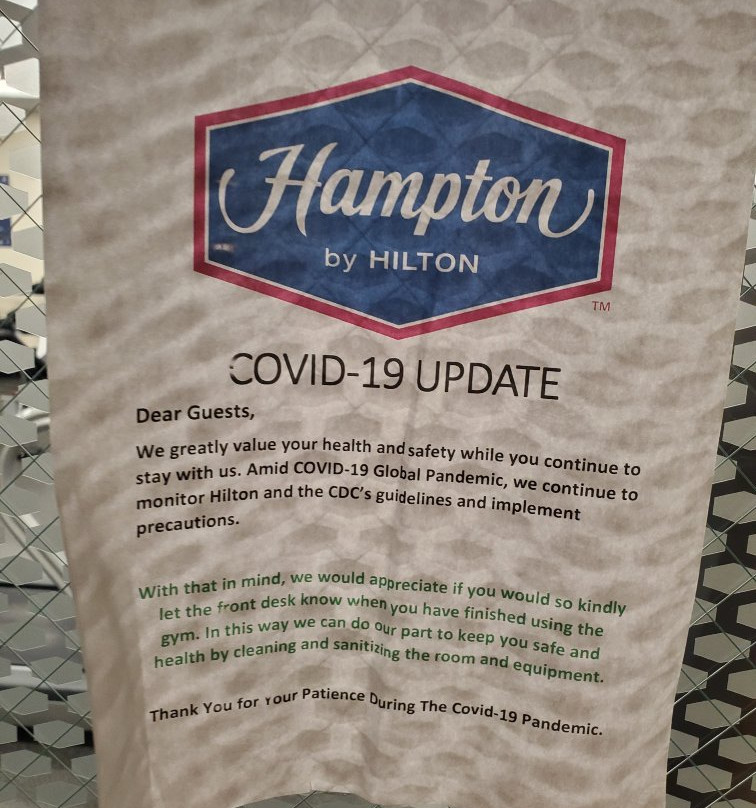 Hampton
by HILTON
TM
COVID-19 UPDATE
Dear Guests,
We greatly value your health and safety while you continue to
stay with us. Amid COVID-19 Global Pandemic, we continue to
monitor Hilton and the CDC's guidelines and implement
precautions.
With that in mind, we would appreciate if you would so kindly
let the front desk know when you have finished using the
gym. In this way we can do our part to keep you safe and
health by cleaning and sanitizing the room and equipment.
Thank You for Your Patience During The Covid-19 Pandemic.